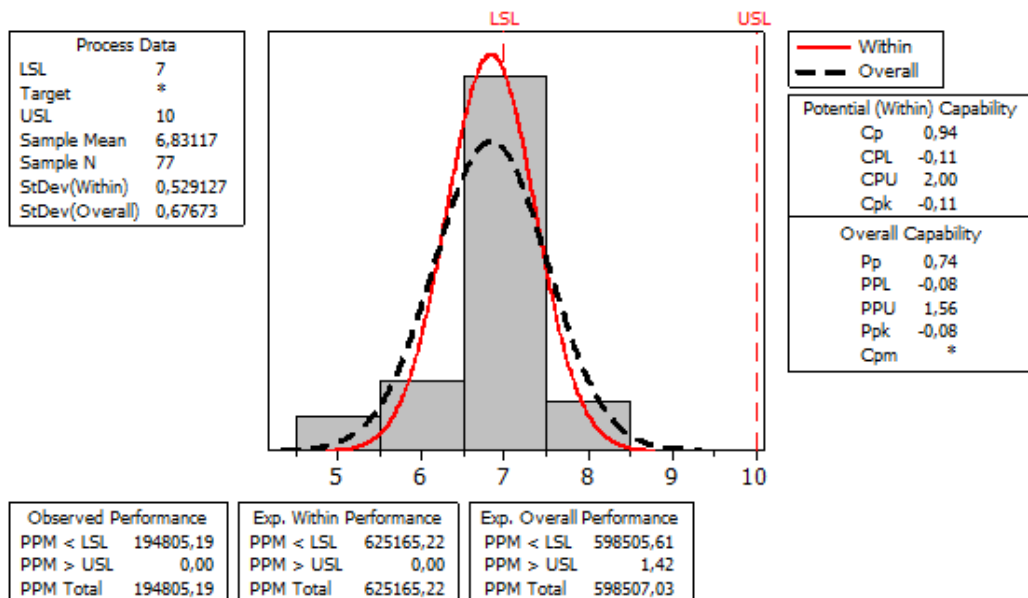 LSL USL
Process Data
LSL 7
Target *
USL 10
Sample Mean 6,83117
Sample N 77
StDev(Within) 0,529127
StDev(Overall) 0,67673
Within
Overall
Potential (Within) Capability
Cp 0,94
CPL -0,11
CPU 2,00
Cpk -0,11
Overall Capability
Pp 0,74
PPL -0,08
PPU 1,56
Ppk -0,08
Cpm *
5 6 7 8 9 10
Observed Performance
PPM < LSL 194805,19
PPM > USL 0,00
PPM Total 194805,19
Exp. Within Performance
PPM < LSL 625165,22
PPM > USL 0,00
PPM Total 625165,22
Exp. Overall Performance
PPM < LSL 598505,61
PPM > USL 1,42
PPM Total 598507,03